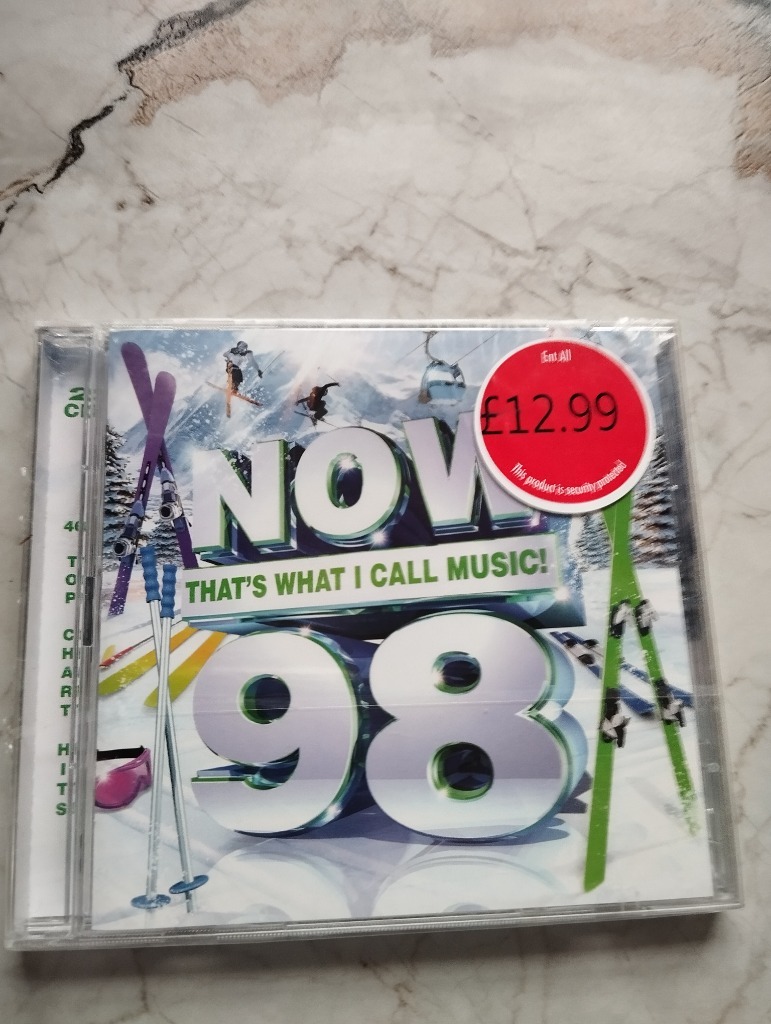 2
CD
46
TOP CHART HITS
NOW
THAT'S WHAT I CALL MUSIC!
98
Ent All
£12.99
This product is security protected